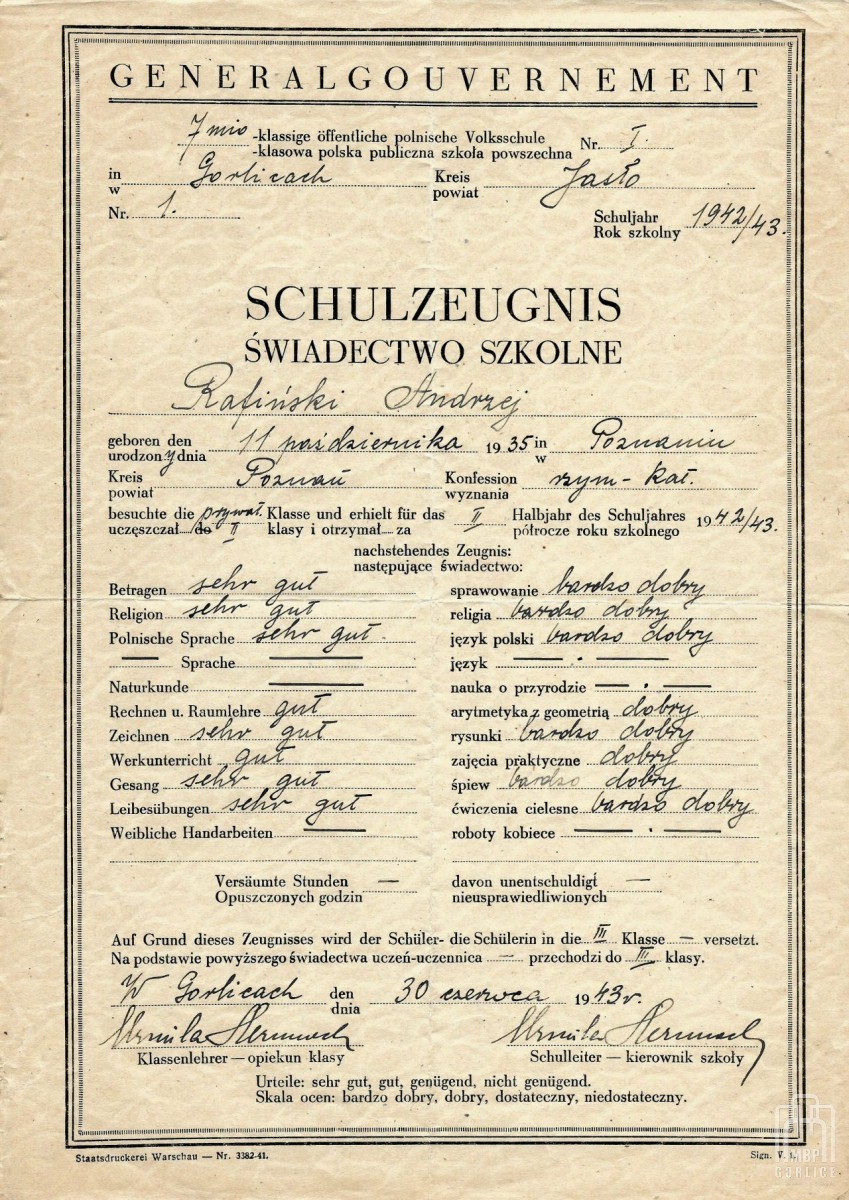 GENERALGOUVERNEMENT
7mio -klassige öffentliche polnische Volksschule
-klasowa polska publiczna szkoła powszechna Nr. I.
in
w Gorlicach Kreis
powiat Jasło
Nr. 1.
Schuljahr
Rok szkolny 1942/43.
SCHULZEUGNIS
ŚWIADECTWO SZKOLNE
Rafiński Andrzej
geboren den
urodzony dnia 11 października 1935 in
w Poznaniu
Kreis
powiat Poznań Konfession
wyznania rzym-kat.
besuchte die prywat. Klasse und erhielt für das II Halbjahr des Schuljahres
uczęszczał do II klasy i otrzymał za półrocze roku szkolnego 1942/43.
nachstehendes Zeugnis:
następujące świadectwo:
Betragen sehr gut sprawowanie bardzo dobry
Religion sehr gut religia bardzo dobry
Polnische Sprache sehr gut język polski bardzo dobry
— Sprache — język — . —
Naturkunde — nauka o przyrodzie — . —
Rechnen u. Raumlehre gut arytmetyka z geometrią dobry
Zeichnen sehr gut rysunki bardzo dobry
Werkunterricht gut zajęcia praktyczne dobry
Gesang sehr gut śpiew bardzo dobry
Leibesübungen sehr gut ćwiczenia cielesne bardzo dobry
Weibliche Handarbeiten — roboty kobiece — . —
Versäumte Stunden — davon unentschuldigt —
Opuszczonych godzin nieusprawiedliwionych
Auf Grund dieses Zeugnisses wird der Schüler- die Schülerin in die III Klasse — versetzt.
Na podstawie powyższego świadectwa uczeń-uczennica — przechodzi do III klasy.
W Gorlicach den
dnia 30 czerwca 1943 r.
Klassenlehrer — opiekun klasy Schulleiter — kierownik szkoły
Urteile: sehr gut, gut, genügend, nicht genügend.
Skala ocen: bardzo dobry, dobry, dostateczny, niedostateczny.
Staatsdruckerei Warschau — Nr. 3382-41. Sign. V. 1.
MBP
GORLICE